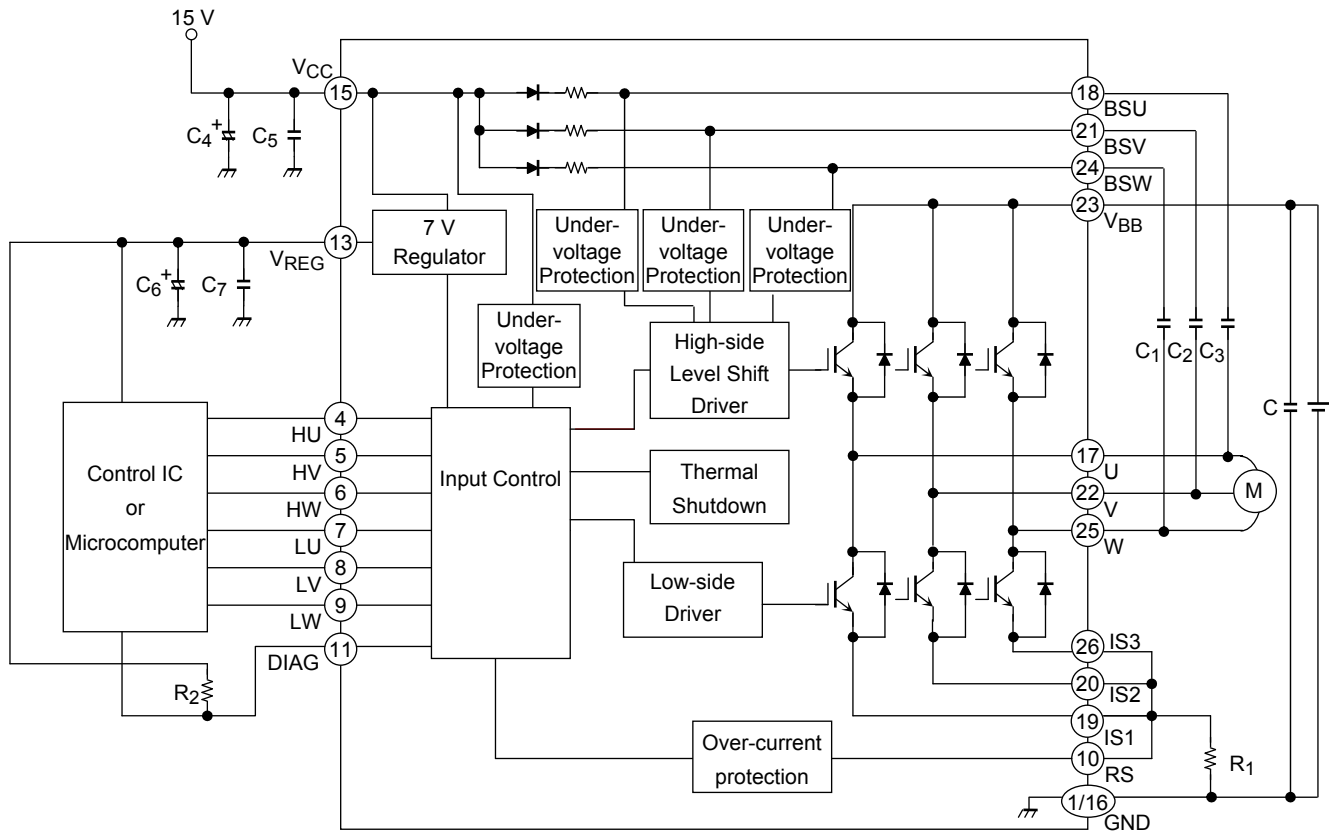 15 V
VCC
15
18
BSU
21
BSV
24
BSW
23
VBB
C4
+
C5
7 V
Regulator
13
VREG
C6
+
C7
Under-
voltage
Protection
Under-
voltage
Protection
Under-
voltage
Protection
Under-
voltage
Protection
High-side
Level Shift
Driver
C1
C2
C3
C
Control IC
or
Microcomputer
4
HU
5
HV
6
HW
7
LU
8
LV
9
LW
11
DIAG
R2
Input Control
Thermal
Shutdown
Low-side
Driver
17
U
22
V
25
W
M
26
IS3
20
IS2
19
IS1
10
RS
R1
Over-current
protection
1/16
GND